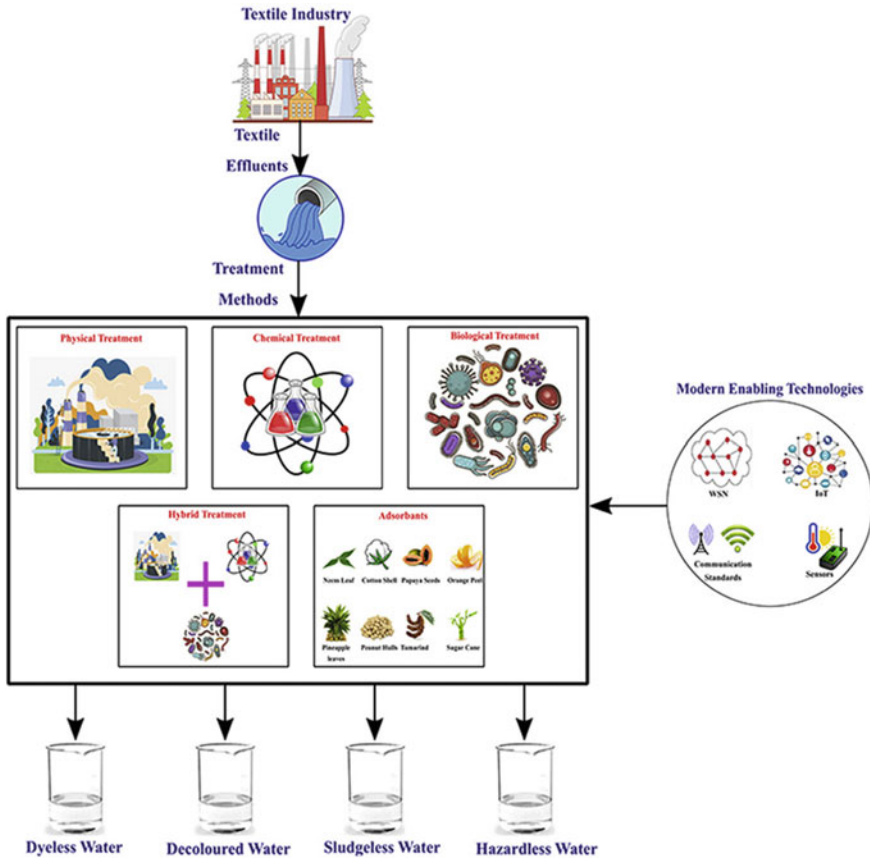 Textile Industry
Textile
Effluents
Treatment
Methods
Physical Treatment
Chemical Treatment
Biological Treatment
Modern Enabling Technologies
WSN
IoT
Communication
Standards
Sensors
Hybrid Treatment
Adsorbants
Neem Leaf
Cotton Shell
Papaya Seeds
Orange Peel
Pineapple
leaves
Peanut Hulls
Tamarind
Sugar Cane
Dyeless Water
Decoloured Water
Sludgeless Water
Hazardless Water